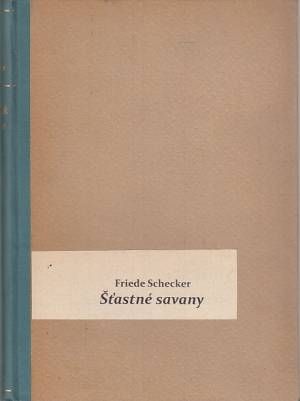 Friede Schecker
Šťastné savany